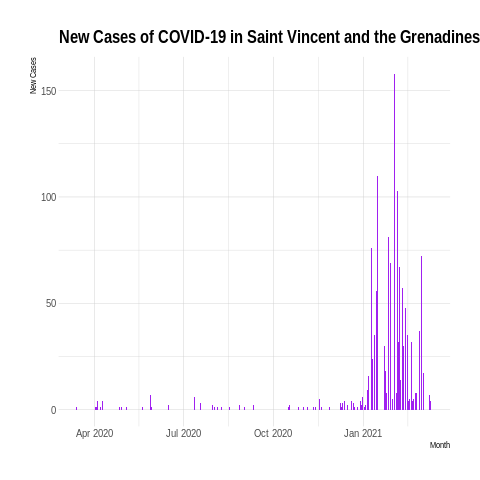 New Cases of COVID-19 in Saint Vincent and the Grenadines
New Cases
150
100
50
0
Apr 2020 Jul 2020 Oct 2020 Jan 2021
Month